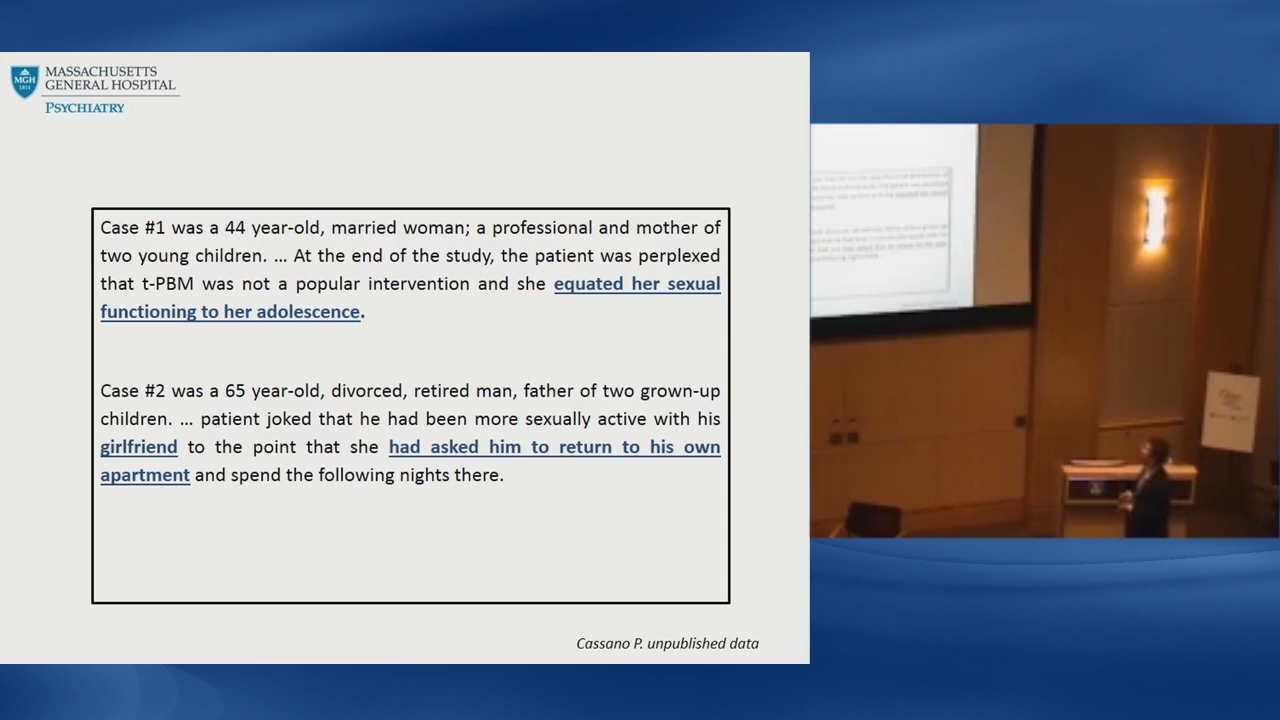 MASSACHUSETTS
GENERAL HOSPITAL
PSYCHIATRY
MGH
1811
Case #1 was a 44 year-old, married woman; a professional and mother of
two young children. ... At the end of the study, the patient was perplexed
that t-PBM was not a popular intervention and she equated her sexual
functioning to her adolescence.
Case #2 was a 65 year-old, divorced, retired man, father of two grown-up
children. ... patient joked that he had been more sexually active with his
girlfriend to the point that she had asked him to return to his own
apartment and spend the following nights there.
Cassano P. unpublished data